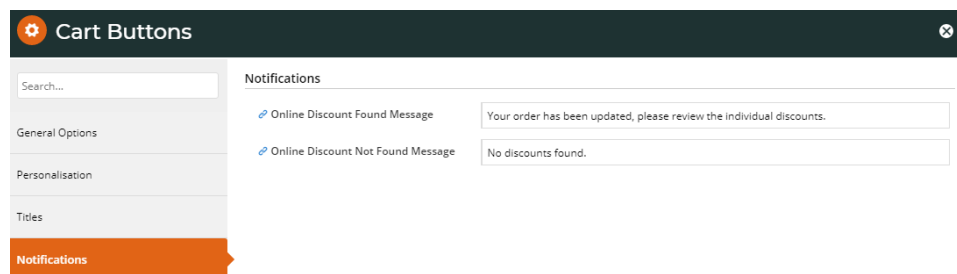 Cart Buttons
Search...
General Options
Personalisation
Titles
Notifications
Notifications
Online Discount Found Message
Your order has been updated, please review the individual discounts.
Online Discount Not Found Message
No discounts found.